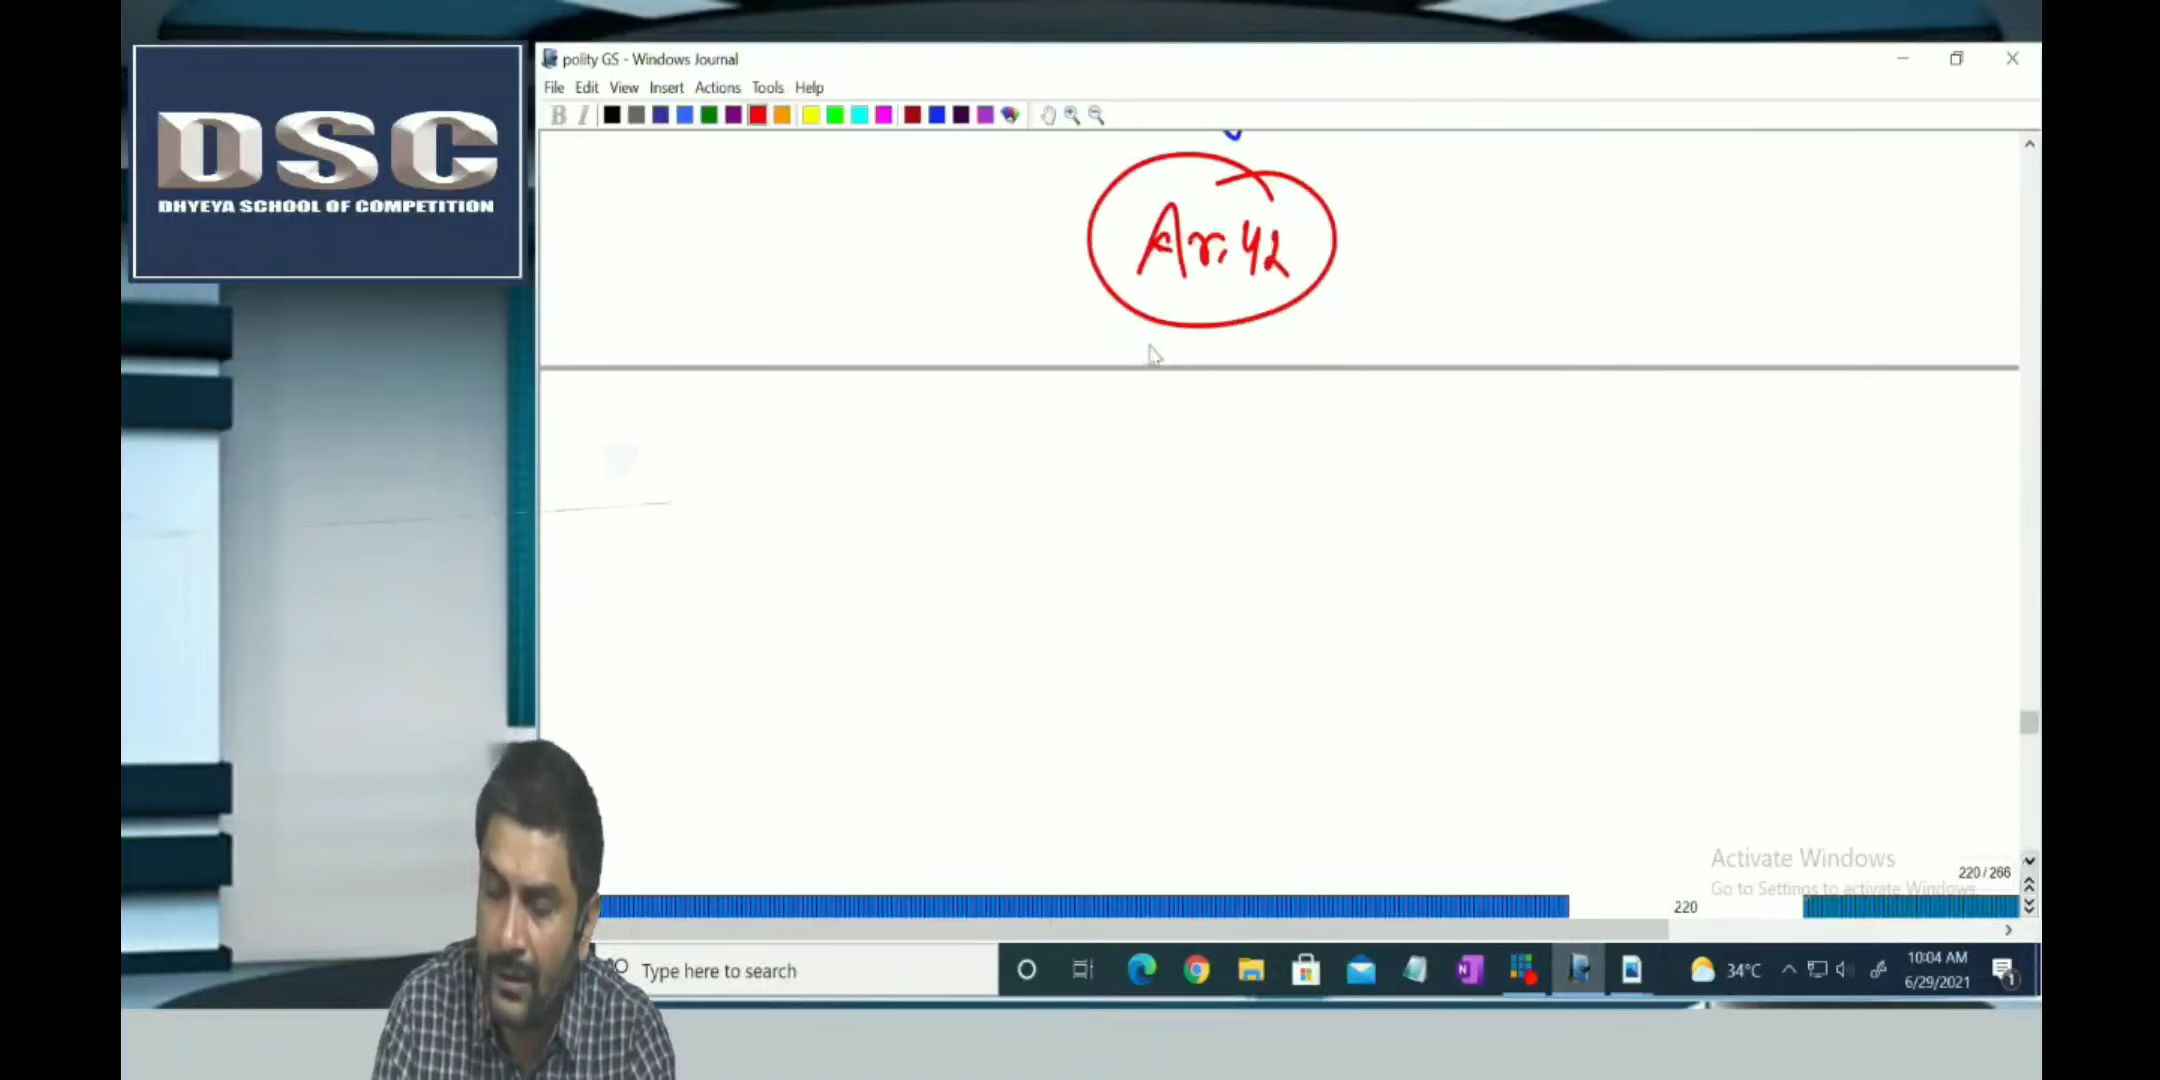 DSC
DHYEYA SCHOOL OF COMPETITION
polity GS - Windows Journal
File Edit View Insert Actions Tools Help
B I
Ar. 42
Activate Windows
Go to Settings to activate Windows.
220 / 266
220
Type here to search
34°C
10:04 AM
6/29/2021
1